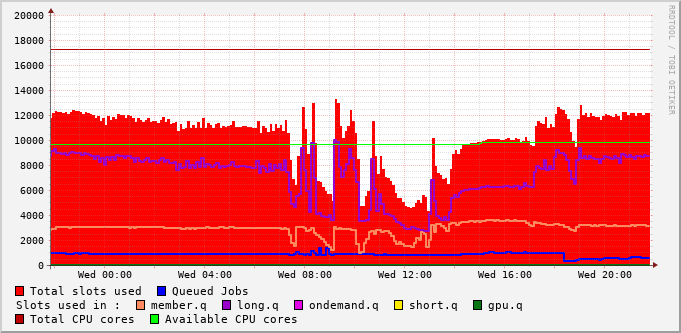 20000
18000
16000
14000
12000
10000
8000
6000
4000
2000
0
Wed 00:00 Wed 04:00 Wed 08:00 Wed 12:00 Wed 16:00 Wed 20:00
RRDTOOL / TOBI OETIKER
Total slots used Queued Jobs
Slots used in : member.q long.q ondemand.q short.q gpu.q
Total CPU cores Available CPU cores